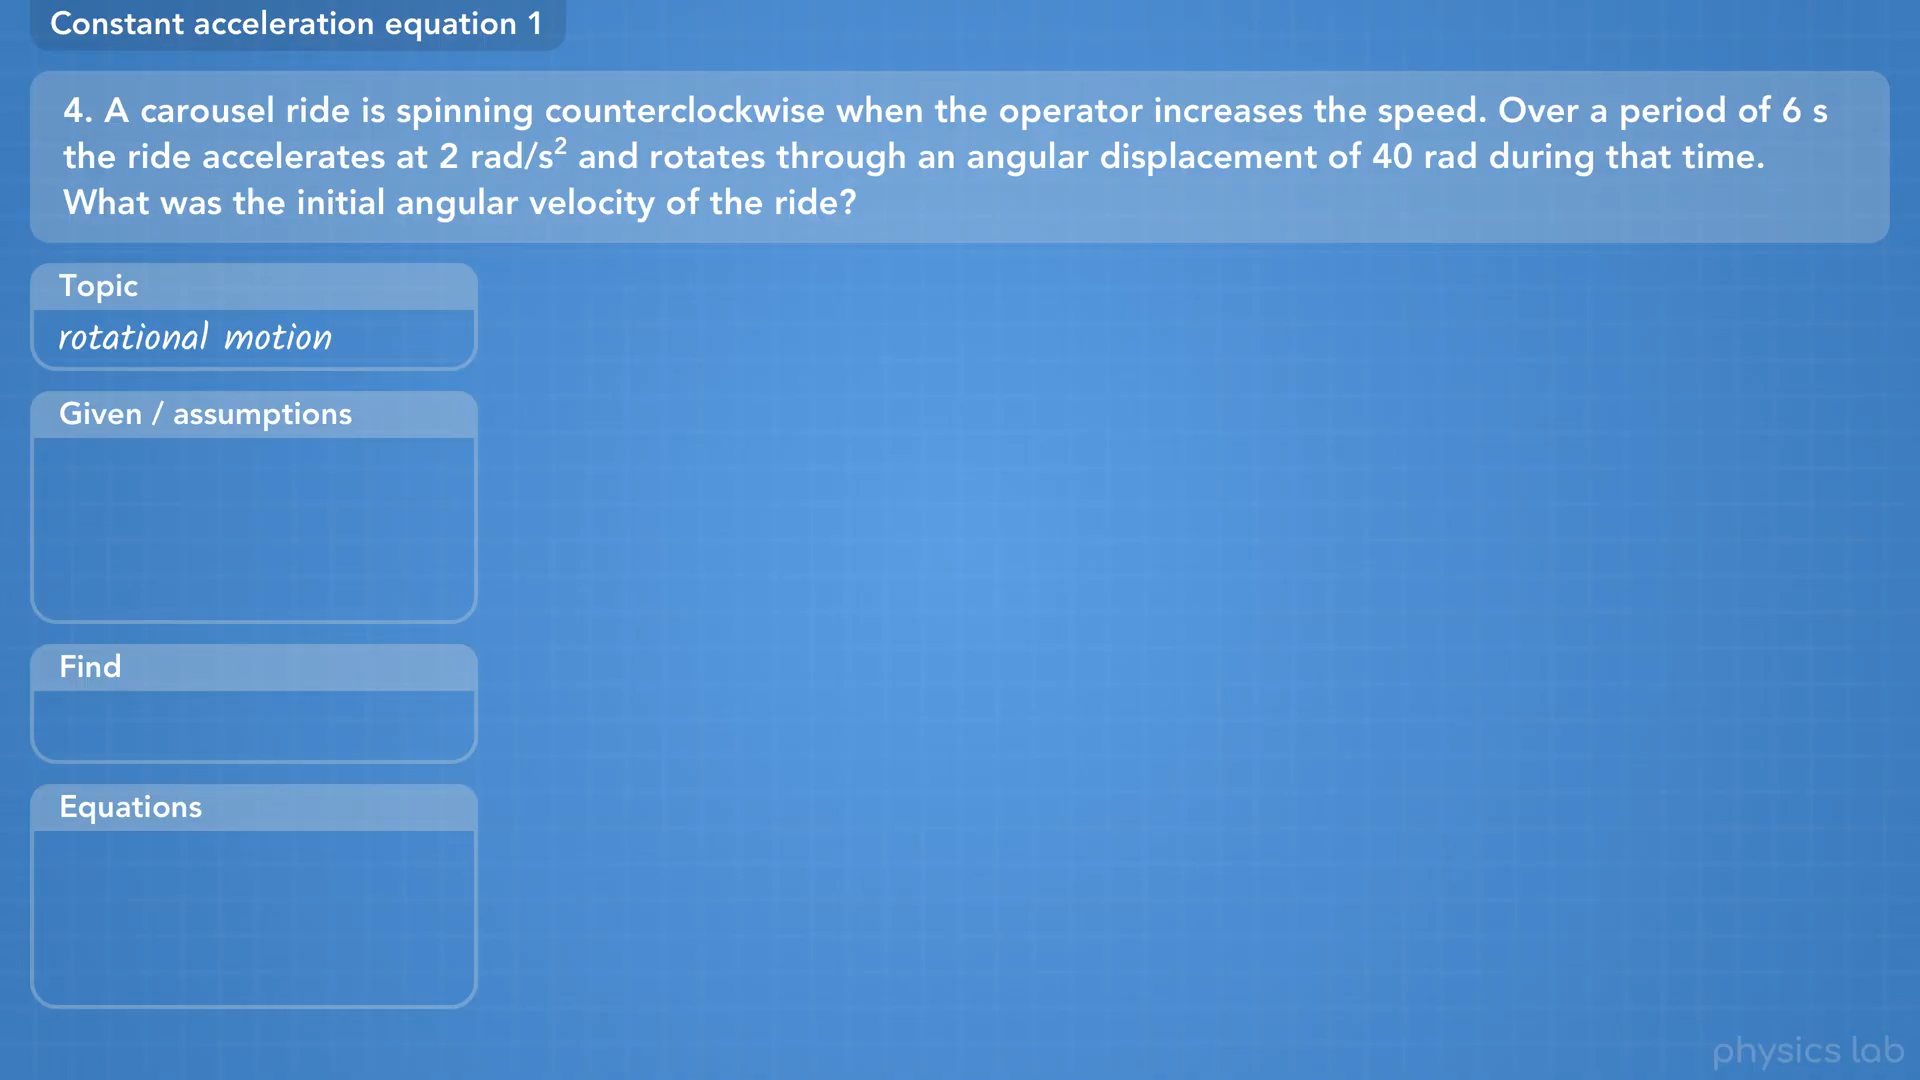 Constant acceleration equation 1
4. A carousel ride is spinning counterclockwise when the operator increases the speed. Over a period of 6 s
the ride accelerates at 2 rad/s² and rotates through an angular displacement of 40 rad during that time.
What was the initial angular velocity of the ride?
Topic
rotational motion
Given / assumptions
Find
Equations
physics lab